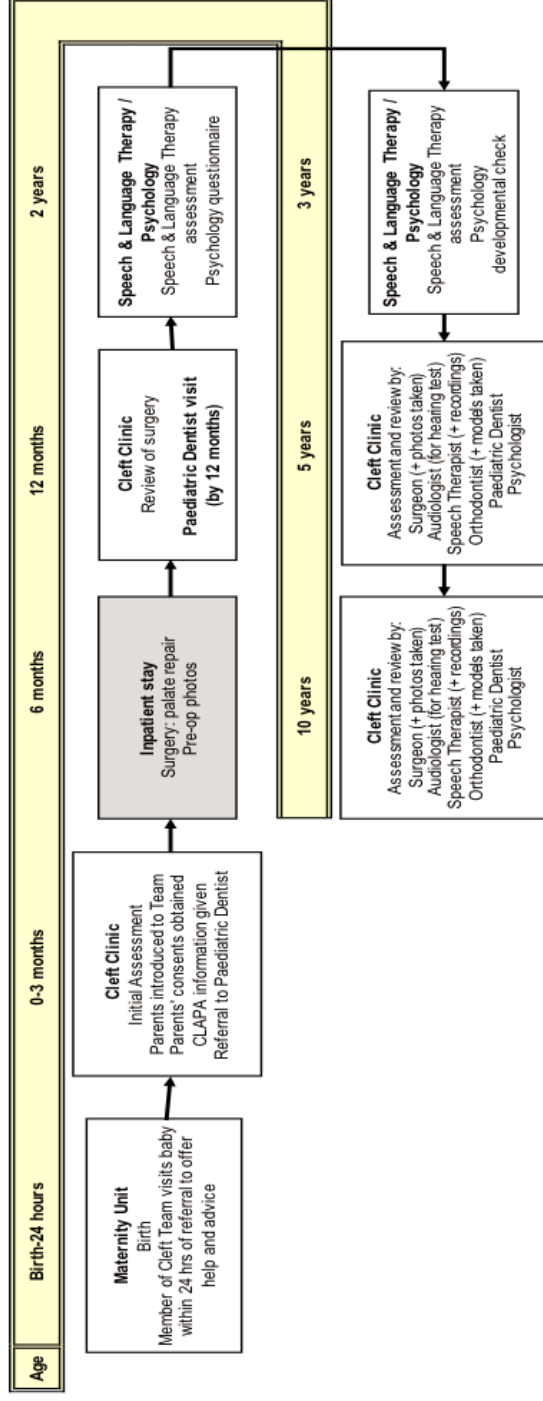 Age
Birth-24 hours
0-3 months
6 months
12 months
2 years
Maternity Unit
Birth
Member of Cleft Team visits baby
within 24 hrs of referral to offer
help and advice
Cleft Clinic
Initial Assessment
Parents introduced to Team
Parents' consents obtained
CLAPA information given
Referral to Paediatric Dentist
Inpatient stay
Surgery: palate repair
Pre-op photos
Cleft Clinic
Review of surgery
Paediatric Dentist visit
(by 12 months)
Speech & Language Therapy /
Psychology
Speech & Language Therapy
assessment
Psychology questionnaire
3 years
5 years
10 years
Speech & Language Therapy /
Psychology
Speech & Language Therapy
assessment
Psychology
developmental check
Cleft Clinic
Assessment and review by:
Surgeon (+ photos taken)
Audiologist (for hearing test)
Speech Therapist (+ recordings)
Orthodontist (+ models taken)
Paediatric Dentist
Psychologist
Cleft Clinic
Assessment and review by:
Surgeon (+ photos taken)
Audiologist (for hearing test)
Speech Therapist (+ recordings)
Orthodontist (+ models taken)
Paediatric Dentist
Psychologist